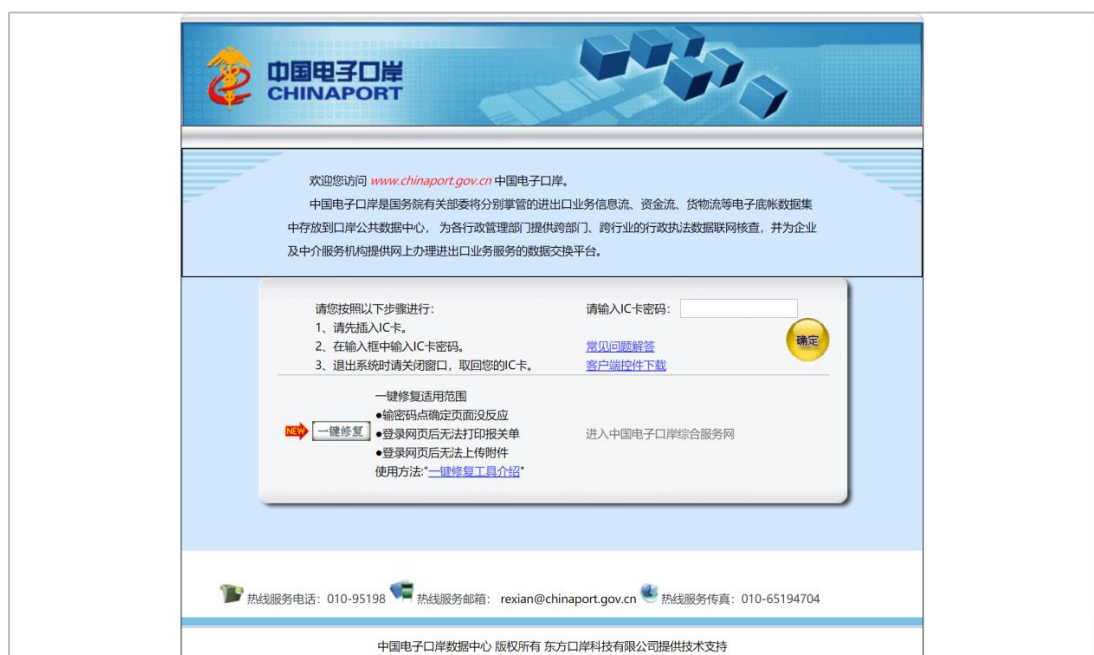 中国电子口岸
CHINAPORT
欢迎您访问 www.chinaport.gov.cn 中国电子口岸。
中国电子口岸是国务院有关部委将分别掌管的进出口业务信息流、资金流、货物流等电子底帐数据集
中存放到口岸公共数据中心， 为各行政管理部门提供跨部门、跨行业的行政执法数据联网核查，并为企业
及中介服务机构提供网上办理进出口业务服务的数据交换平台。
请您按照以下步骤进行：
1、请先插入IC卡。
2、在输入框中输入IC卡密码。
3、退出系统时请关闭窗口，取回您的IC卡。
请输入IC卡密码：
确定
常见问题解答
客户端控件下载
NEW 一键修复
一键修复适用范围
●输密码点确定页面没反应
●登录网页后无法打印报关单
●登录网页后无法上传附件
使用方法:"一键修复工具介绍"
进入中国电子口岸综合服务网
热线服务电话：010-95198 热线服务邮箱： rexian@chinaport.gov.cn 热线服务传真：010-65194704
中国电子口岸数据中心 版权所有 东方口岸科技有限公司提供技术支持